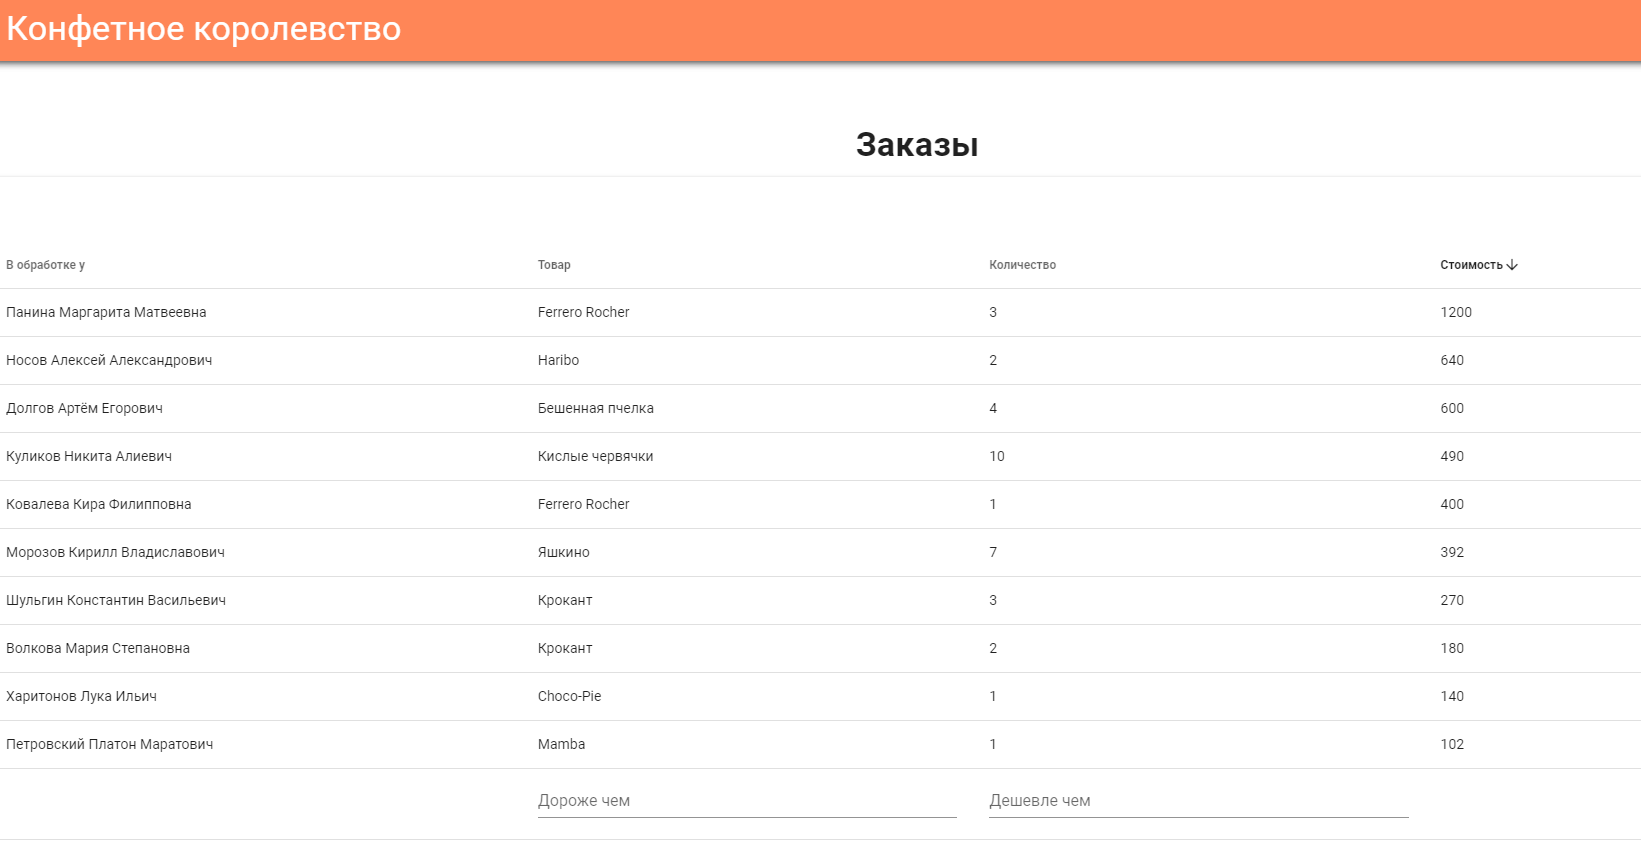 Конфетное королевство
Заказы
В обработке у Товар Количество Стоимость
Панина Маргарита Матвеевна Ferrero Rocher 3 1200
Носов Алексей Александрович Haribo 2 640
Долгов Артём Егорович Бешенная пчелка 4 600
Куликов Никита Алиевич Кислые червячки 10 490
Ковалева Кира Филипповна Ferrero Rocher 1 400
Морозов Кирилл Владиславович Яшкино 7 392
Шульгин Константин Васильевич Крокант 3 270
Волкова Мария Степановна Крокант 2 180
Харитонов Лука Ильич Choco-Pie 1 140
Петровский Платон Маратович Mamba 1 102
Дороже чем Дешевле чем